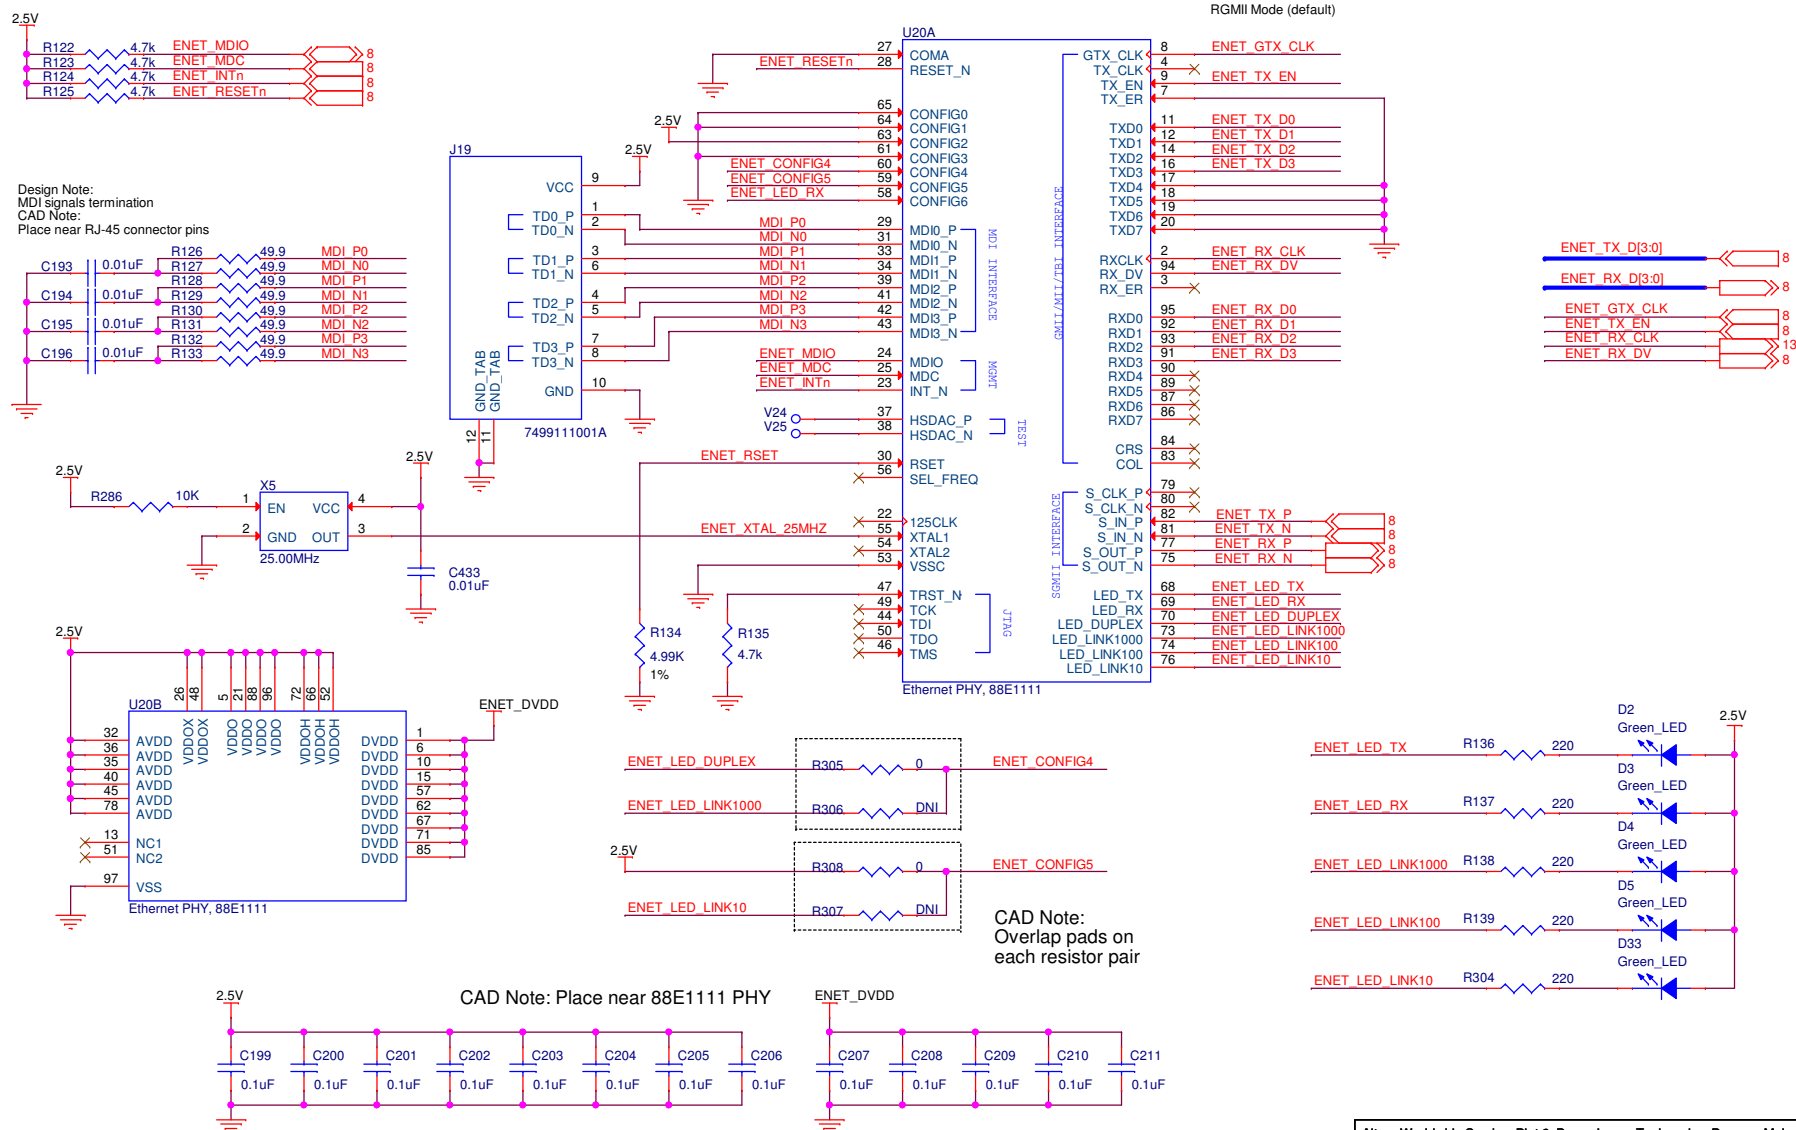 RGMII Mode (default)
2.5V
R122 4.7k ENET_MDIO 8
R123 4.7k ENET_MDC 8
R124 4.7k ENET_INTn 8
R125 4.7k ENET_RESETn 8
Design Note:
MDI signals termination
CAD Note:
Place near RJ-45 connector pins
R126 49.9 MDI_P0
C193 0.01uF R127 49.9 MDI_N0
R128 49.9 MDI_P1
C194 0.01uF R129 49.9 MDI_N1
R130 49.9 MDI_P2
C195 0.01uF R131 49.9 MDI_N2
R132 49.9 MDI_P3
C196 0.01uF R133 49.9 MDI_N3
J19
2.5V
VCC 9
TD0_P 1
TD0_N 2
TD1_P 3
TD1_N 6
TD2_P 4
TD2_N 5
TD3_P 7
TD3_N 8
GND 10
GND_TAB 12
GND_TAB 11
7499111001A
U20A
27 COMA
ENET_RESETn 28 RESET_N
2.5V
65 CONFIG0
64 CONFIG1
63 CONFIG2
61 CONFIG3
ENET_CONFIG4 60 CONFIG4
ENET_CONFIG5 59 CONFIG5
ENET_LED_RX 58 CONFIG6
MDI_P0 29 MDI0_P
MDI_N0 31 MDI0_N
MDI_P1 33 MDI1_P
MDI_N1 34 MDI1_N
MDI_P2 39 MDI2_P
MDI_N2 41 MDI2_N
MDI_P3 42 MDI3_P
MDI_N3 43 MDI3_N
MDI INTERFACE
ENET_MDIO 24 MDIO
ENET_MDC 25 MDC
ENET_INTn 23 INT_N
MGMT
V24 37 HSDAC_P
V25 38 HSDAC_N
TEST
ENET_RSET 30 RSET
56 SEL_FREQ
22 125CLK
ENET_XTAL_25MHZ 55 XTAL1
54 XTAL2
53 VSSC
47 TRST_N
49 TCK
44 TDI
50 TDO
46 TMS
JTAG
GTX_CLK 8 ENET_GTX_CLK
TX_CLK 4
TX_EN 9 ENET_TX_EN
TX_ER 7
TXD0 11 ENET_TX_D0
TXD1 12 ENET_TX_D1
TXD2 14 ENET_TX_D2
TXD3 16 ENET_TX_D3
TXD4 17
TXD5 18
TXD6 19
TXD7 20
RXCLK 2 ENET_RX_CLK
RX_DV 94 ENET_RX_DV
RX_ER 3
RXD0 95 ENET_RX_D0
RXD1 92 ENET_RX_D1
RXD2 93 ENET_RX_D2
RXD3 91 ENET_RX_D3
RXD4 90
RXD5 89
RXD6 87
RXD7 86
CRS 84
COL 83
GMII/MII/TBI INTERFACE
S_CLK_P 79
S_CLK_N 80
S_IN_P 82 ENET_TX_P 8
S_IN_N 81 ENET_TX_N 8
S_OUT_P 77 ENET_RX_P 8
S_OUT_N 75 ENET_RX_N 8
SGMII INTERFACE
LED_TX 68 ENET_LED_TX
LED_RX 69 ENET_LED_RX
LED_DUPLEX 70 ENET_LED_DUPLEX
LED_LINK1000 73 ENET_LED_LINK1000
LED_LINK100 74 ENET_LED_LINK100
LED_LINK10 76 ENET_LED_LINK10
Ethernet PHY, 88E1111
ENET_TX_D[3:0] 8
ENET_RX_D[3:0] 8
ENET_GTX_CLK 8
ENET_TX_EN 8
ENET_RX_CLK 13
ENET_RX_DV 8
2.5V
R286 10K
X5
1 EN
VCC 4
2 GND
OUT 3
25.00MHz
2.5V
C433
0.01uF
R134
4.99K
1%
R135
4.7k
2.5V
U20B
26 VDDOX
48 VDDOX
5 VDDO
21 VDDO
88 VDDO
96 VDDO
72 VDDOH
66 VDDOH
52 VDDOH
32 AVDD
36 AVDD
35 AVDD
40 AVDD
45 AVDD
78 AVDD
13 NC1
51 NC2
97 VSS
ENET_DVDD
DVDD 1
DVDD 6
DVDD 10
DVDD 15
DVDD 57
DVDD 62
DVDD 67
DVDD 71
DVDD 85
Ethernet PHY, 88E1111
ENET_LED_DUPLEX R305 0 ENET_CONFIG4
ENET_LED_LINK1000 R306 DNI
2.5V R308 0 ENET_CONFIG5
ENET_LED_LINK10 R307 DNI
CAD Note:
Overlap pads on
each resistor pair
2.5V
D2
Green_LED
ENET_LED_TX R136 220
D3
Green_LED
ENET_LED_RX R137 220
D4
Green_LED
ENET_LED_LINK1000 R138 220
D5
Green_LED
ENET_LED_LINK100 R139 220
D33
Green_LED
ENET_LED_LINK10 R304 220
CAD Note: Place near 88E1111 PHY
2.5V
C199 C200 C201 C202 C203 C204 C205 C206
0.1uF 0.1uF 0.1uF 0.1uF 0.1uF 0.1uF 0.1uF 0.1uF
ENET_DVDD
C207 C208 C209 C210 C211
0.1uF 0.1uF 0.1uF 0.1uF 0.1uF